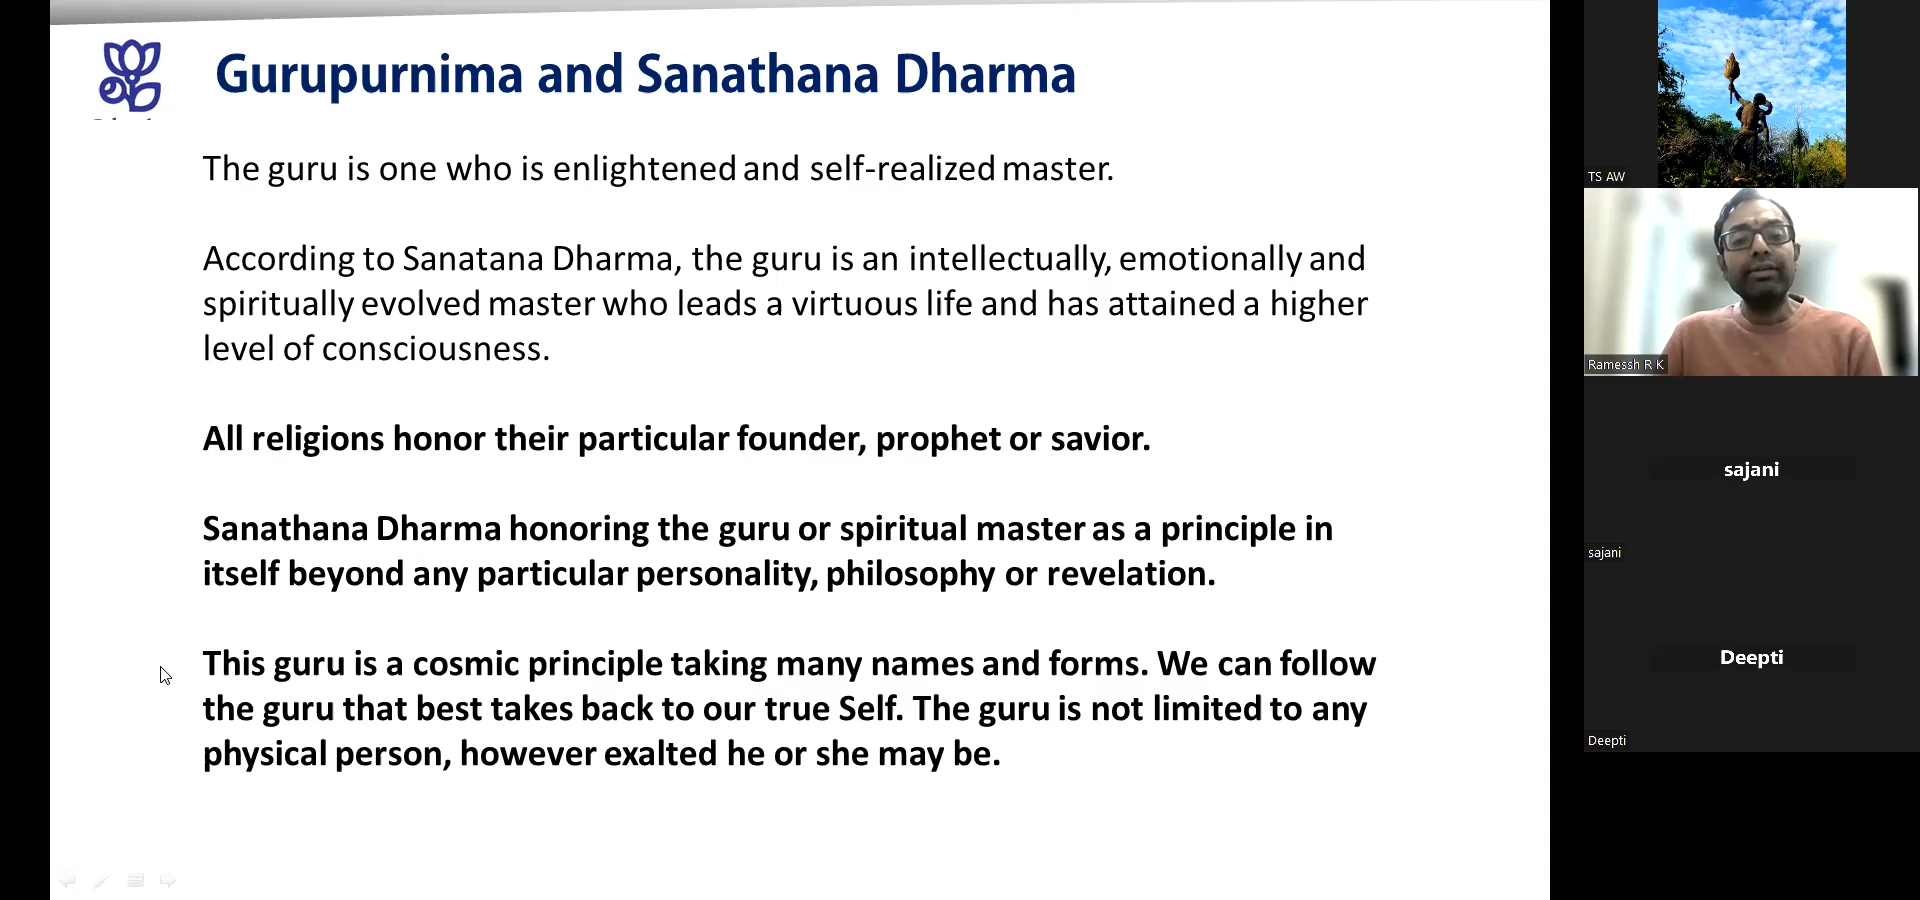 Gurupurnima and Sanathana Dharma
The guru is one who is enlightened and self-realized master.
According to Sanatana Dharma, the guru is an intellectually, emotionally and
spiritually evolved master who leads a virtuous life and has attained a higher
level of consciousness.
All religions honor their particular founder, prophet or savior.
Sanathana Dharma honoring the guru or spiritual master as a principle in
itself beyond any particular personality, philosophy or revelation.
This guru is a cosmic principle taking many names and forms. We can follow
the guru that best takes back to our true Self. The guru is not limited to any
physical person, however exalted he or she may be.
TS AW
Ramessh R K
sajani
sajani
Deepti
Deepti